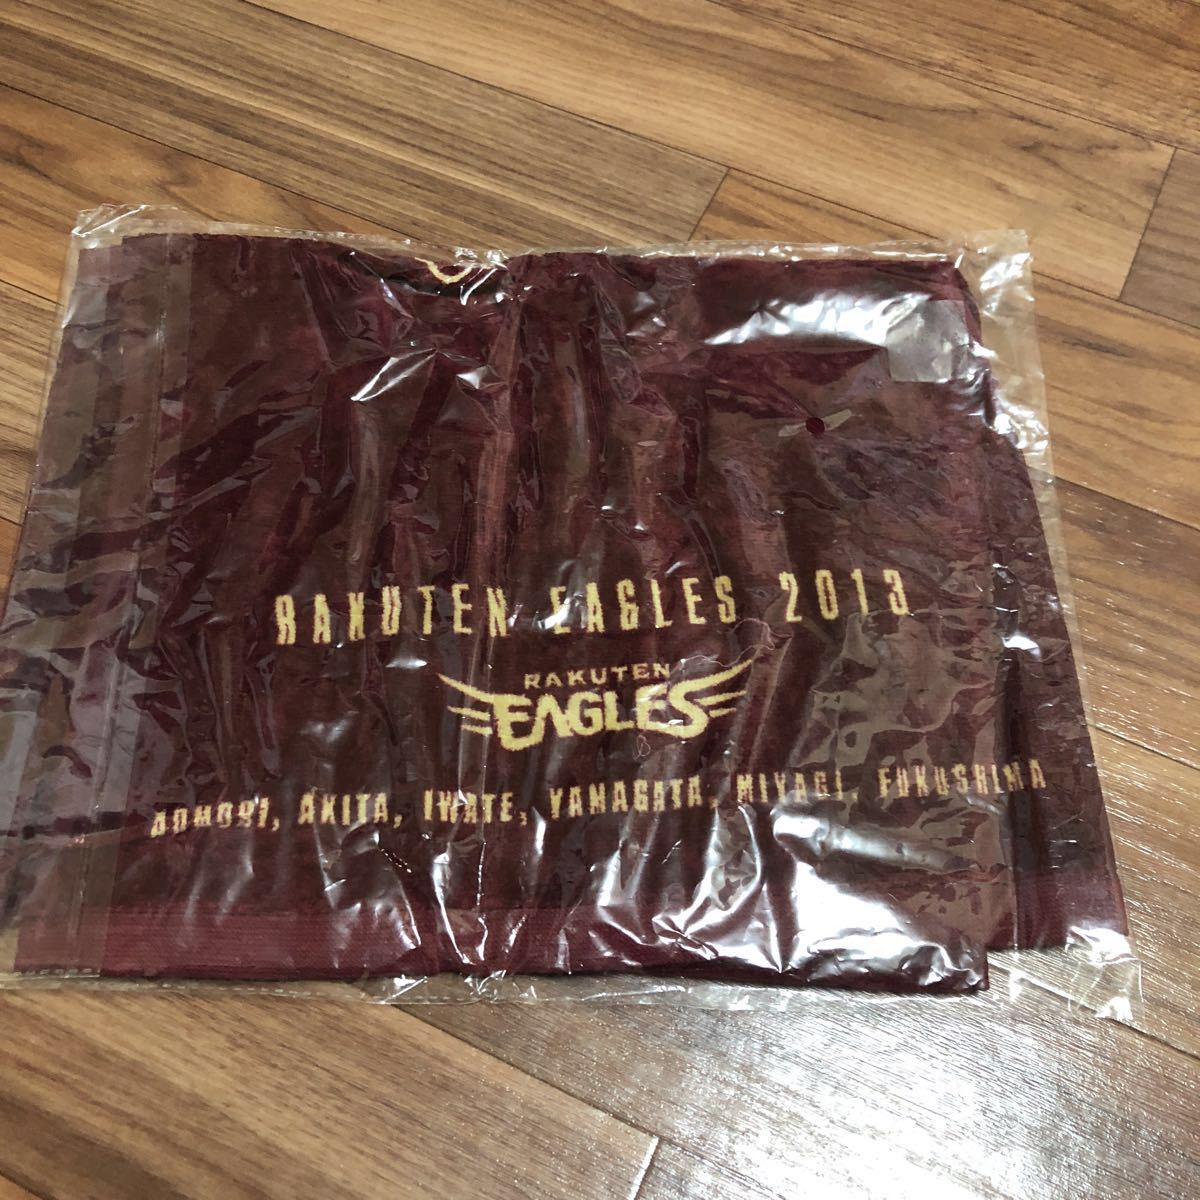 RAKUTEN EAGLES 2013
RAKUTEN
EAGLES
AOMORI, AKITA, IWATE, YAMAGATA, MIYAGI, FUKUSHIMA